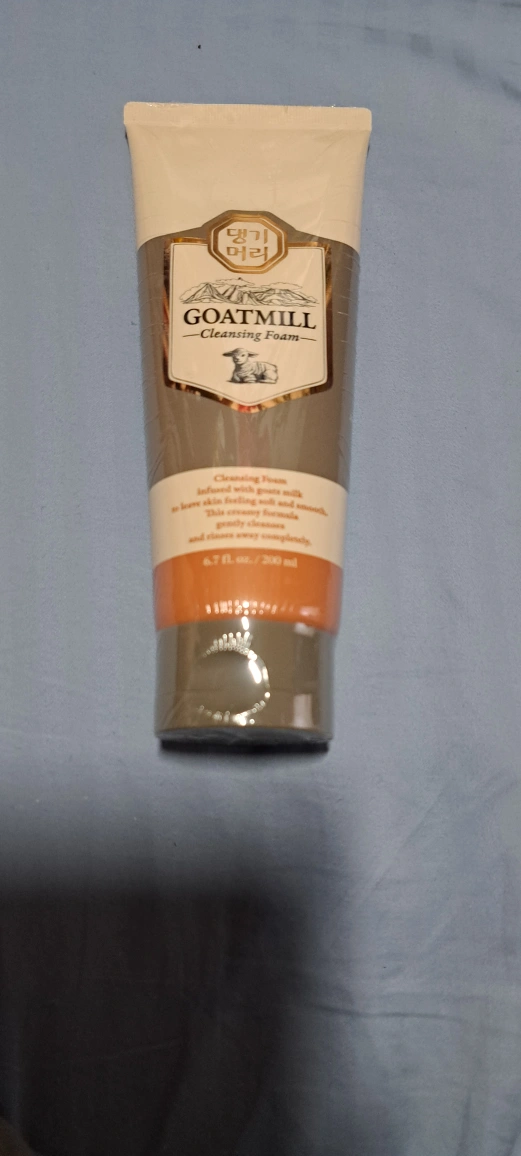 댕기
머리
GOATMILL
Cleansing Foam
Cleansing Foam
infused with goats milk
to leave skin feeling soft and smooth.
This creamy formula
gently cleanses
and rinses away completely.
6.7 fl. oz. / 200 ml